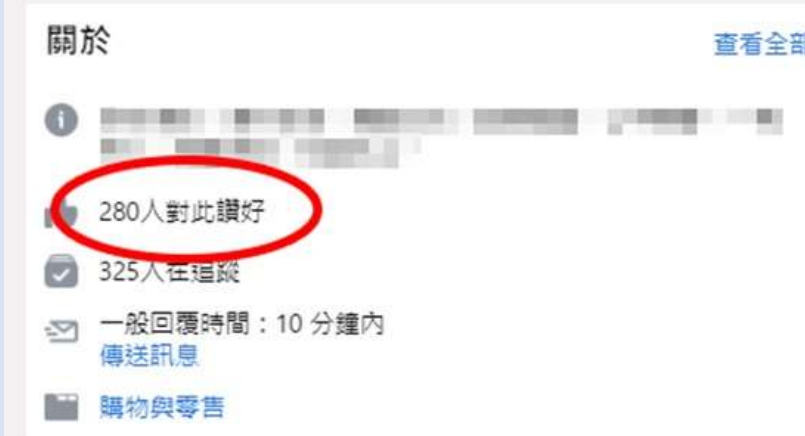 關於
查看全部
280人對此讚好
325人在追蹤
一般回覆時間：10 分鐘內
傳送訊息
購物與零售